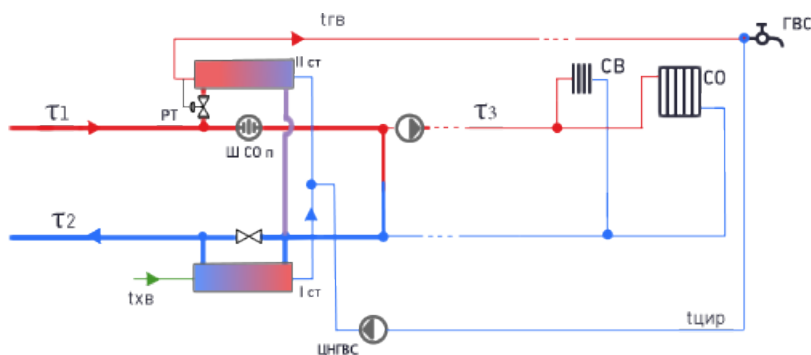 tгв
ГВС
II ст
СВ
СО
τ1
РТ
Ш СО п
τ3
τ2
tхв
I ст
tцир
ЦНГВС